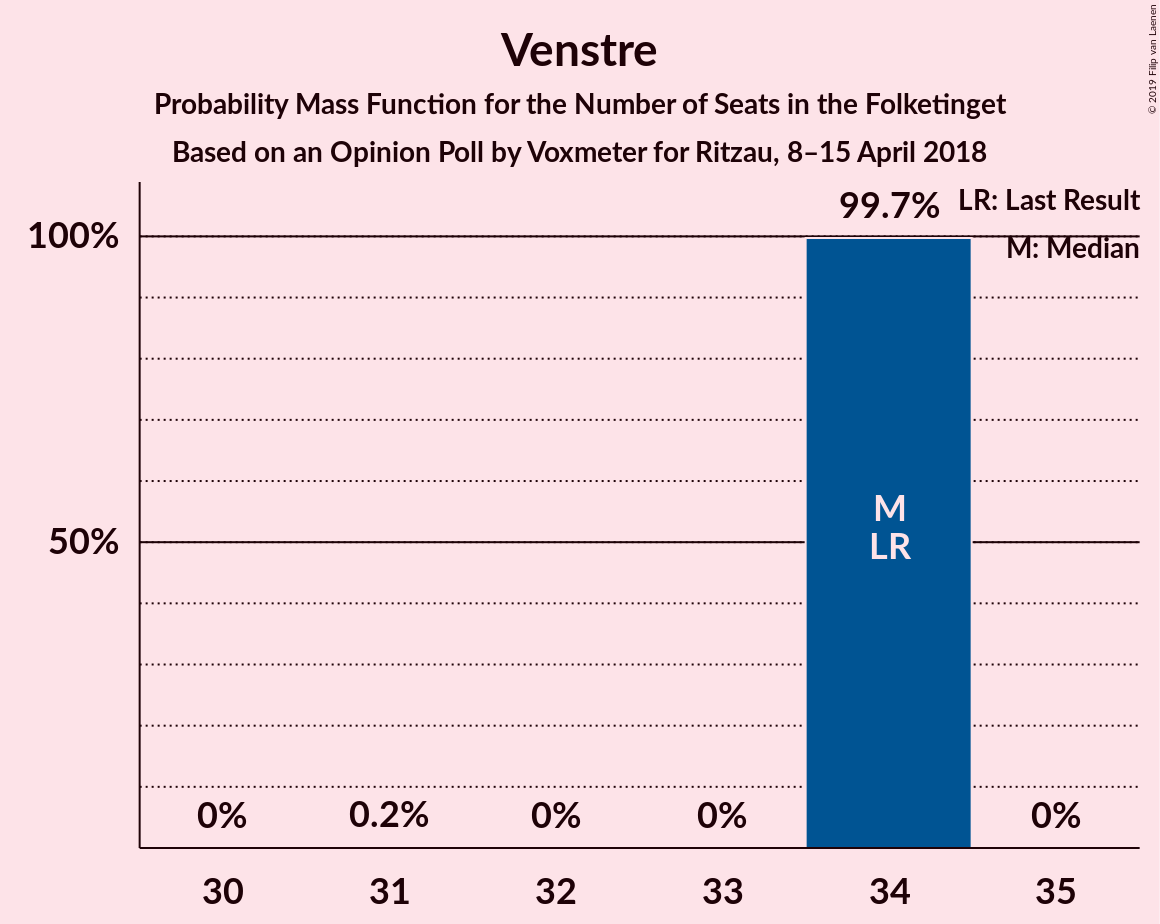 Venstre
Probability Mass Function for the Number of Seats in the Folketinget
Based on an Opinion Poll by Voxmeter for Ritzau, 8–15 April 2018
© 2019 Filip van Laenen
LR: Last Result
M: Median
99.7%
100%
50%
M
LR
0%
0.2%
0%
0%
0%
30
31
32
33
34
35